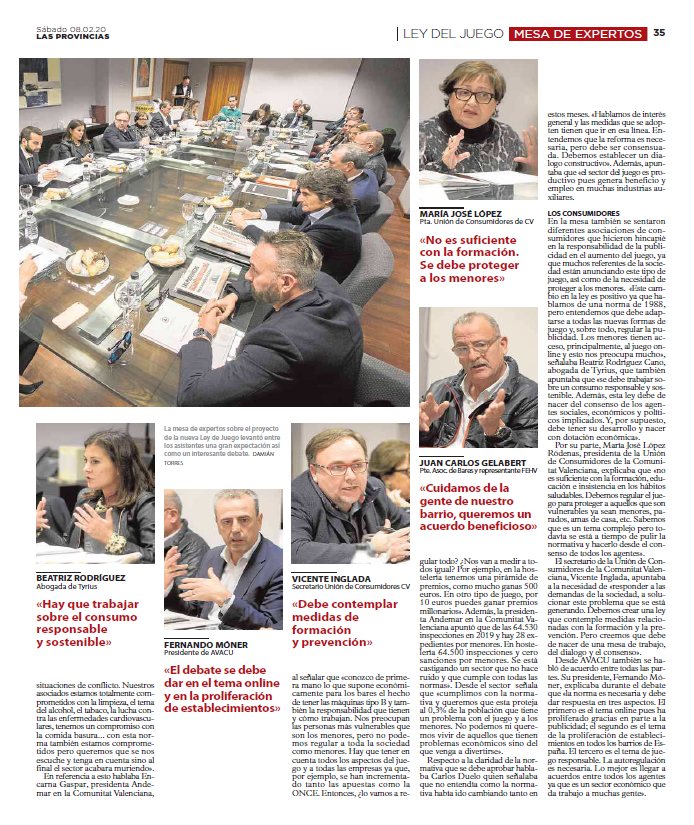 Sábado 08.02.20
LAS PROVINCIAS
LEY DEL JUEGO
MESA DE EXPERTOS
35
La mesa de expertos sobre el proyecto
de la nueva Ley de Juego levantó entre
los asistentes una gran expectación así
como un interesante debate. DAMIÁN
TORRES
MARÍA JOSÉ LÓPEZ
Pta. Unión de Consumidores de CV
«No es suficiente
con la formación.
Se debe proteger
a los menores»
JUAN CARLOS GELABERT
Pte. Asoc. de Bares y representante FEHV
«Cuidamos de la
gente de nuestro
barrio, queremos un
acuerdo beneficioso»
BEATRIZ RODRÍGUEZ
Abogada de Tyrius
«Hay que trabajar
sobre el consumo
responsable
y sostenible»
FERNANDO MÓNER
Presidente de AVACU
«El debate se debe
dar en el tema online
y en la proliferación
de establecimientos»
VICENTE INGLADA
Secretario Unión de Consumidores CV
«Debe contemplar
medidas de
formación
y prevención»
situaciones de conflicto. Nuestros
asociados estamos totalmente com-
prometidos con la limpieza, el tema
del alcohol, el tabaco, la lucha con-
tra las enfermedades cardiovascu-
lares, tenemos un compromiso con
la comida basura... con esta nor-
ma también estamos comprome-
tidos pero queremos que se nos
escuche y tenga en cuenta sino al
final el sector acabara muriendo».
En referencia a esto hablaba En-
carna Gaspar, presidenta Ande-
mar en la Comunitat Valenciana,
al señalar que «conozco de prime-
ra mano lo que supone económi-
camente para los bares el hecho
de tener las máquinas tipo B y tam-
bién la responsabilidad que tienen
y cómo trabajan. Nos preocupan
las personas más vulnerables que
son los menores, pero no pode-
mos regular a toda la sociedad
como menores. Hay que tener en
cuenta todos los aspectos del jue-
go y a todas las empresas ya que,
por ejemplo, se han incrementa-
do tanto las apuestas como la
ONCE. Entonces, ¿lo vamos a re-
gular todo? ¿Nos van a medir a to-
dos igual? Por ejemplo, en la hos-
telería tenemos una pirámide de
premios, como mucho ganas 500
euros. En otro tipo de juego, por
10 euros puedes ganar premios
millonarios». Además, la presiden-
ta Andemar en la Comunitat Va-
lenciana apuntó que de las 64.530
inspecciones en 2019 y hay 28 ex-
pedientes por menores. En hoste-
lería 64.500 inspecciones y cero
sanciones por menores. Se está
castigando un sector que no hace
ruido y que cumple con todas las
normas». Desde el sector señala
que «cumplimos con la norma-
tiva y queremos que esta proteja
al 0,3% de la población que tiene
un problema con el juego y a los
menores. No podemos ni quere-
mos vivir de aquellos que tienen
problemas económicos sino del
que venga a divertirse».
Respecto a la claridad de la nor-
mativa que se debe aprobar habla-
ba Carlos Duelo quien señalaba
que no entendía como la norma-
tiva había ido cambiando tanto en
estos meses. «Hablamos de interés
general y las medidas que se adop-
ten tienen que ir en esa línea. En-
tendemos que la reforma es nece-
saria, pero debe ser consensua-
da. Debemos establecer un dia-
logo constructivo». Además, apun-
taba que «el sector del juego es pro-
ductivo pues genera beneficio y
empleo en muchas industrias au-
xiliares.
LOS CONSUMIDORES
En la mesa también se sentaron
diferentes asociaciones de con-
sumidores que hicieron hincapié
en la responsabilidad de la publi-
cidad en el aumento del juego, ya
que muchos referentes de la socie-
dad están anunciando este tipo de
juego, así como de la necesidad de
proteger a los menores. «Este cam-
bio en la ley es positivo ya que ha-
blamos de una norma de 1988,
pero entendemos que debe adap-
tarse a todas las nuevas formas de
juego y, sobre todo, regular la pu-
blicidad. Los menores tienen ac-
ceso, principalmente, al juego on-
line y esto nos preocupa mucho»,
señalaba Beatriz Rodríguez Cano,
abogada de Tyrius, que también
apuntaba que «se debe trabajar so-
bre un consumo responsable y sos-
tenible. Además, esta ley debe de
nacer del consenso de los agen-
tes sociales, económicos y políti-
cos implicados. Y, por supuesto,
debe tener su desarrollo y nacer
con dotación económica».
Por su parte, María José López
Ródenas, presidenta de la Unión
de Consumidores de la Comuni-
tat Valenciana, explicaba que «no
es suficiente con la formación, edu-
cación e insistencia en los hábitos
saludables. Debemos regular el jue-
go para proteger a aquellos que son
vulnerables ya sean menores, pa-
rados, amas de casa, etc. Sabemos
que es un tema complejo pero to-
davía se está a tiempo de pulir la
normativa y hacerlo desde el con-
senso de todos los agentes».
El secretario de la Unión de Con-
sumidores de la Comunitat Valen-
ciana, Vicente Inglada, apuntaba
a la necesidad de «responder a las
demandas de la sociedad, a solu-
cionar este problema que se está
generando. Debemos crear una ley
que contemple medidas relacio-
nadas con la formación y la pre-
vención. Pero creemos que debe
de nacer de una mesa de trabajo,
del dialogo y el consenso».
Desde AVACU también se ha-
bló de acuerdo entre todas las par-
tes. Su presidente, Fernando Mó-
ner, explicaba durante el debate
que «la norma es necesaria y debe
dar respuesta en tres aspectos. El
primero es el tema online pues ha
proliferado gracias en parte a la
publicidad; el segundo es el tema
de la proliferación de estableci-
mientos en todos los barrios de Es-
paña. El tercero es el tema de jue-
go responsable. La autoregulación
es necesaria. Lo mejor es llegar a
acuerdos entre todos los agentes
ya que es un sector económico que
da trabajo a muchas gente».